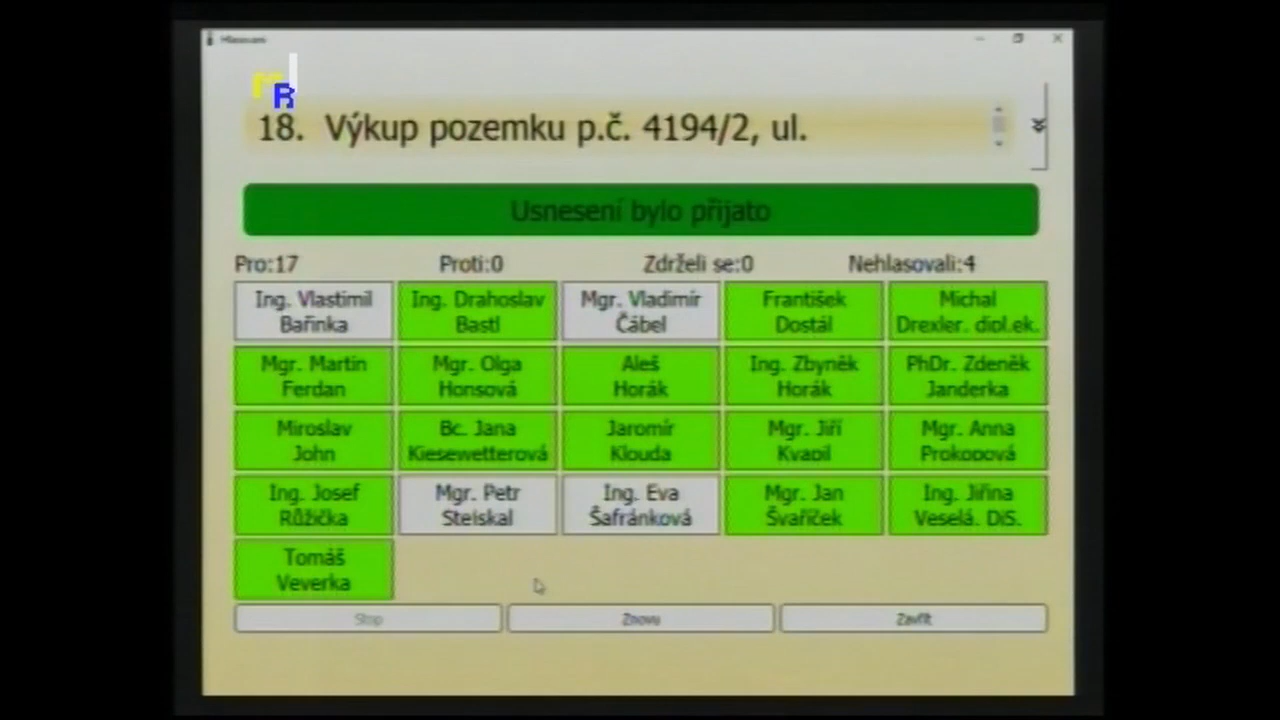 Hlasování
R
18. Výkup pozemku p.č. 4194/2, ul.
Usnesení bylo přijato
Pro:17 Proti:0 Zdrželi se:0 Nehlasovali:4
Ing. Vlastimil
Bařinka
Ing. Drahoslav
Bastl
Mgr. Vladimír
Čábel
František
Dostál
Michal
Drexler. dipl.ek.
Mgr. Martin
Ferdan
Mgr. Olga
Honsová
Aleš
Horák
Ing. Zbyněk
Horák
PhDr. Zdeněk
Janderka
Miroslav
John
Bc. Jana
Kiesewetterová
Jaromír
Klouda
Mgr. Jiří
Kvapil
Mgr. Anna
Prokopová
Ing. Josef
Růžička
Mgr. Petr
Stejskal
Ing. Eva
Šafránková
Mgr. Jan
Švaříček
Ing. Jiřina
Veselá. DiS.
Tomáš
Veverka
Stop Znovu Zavřít